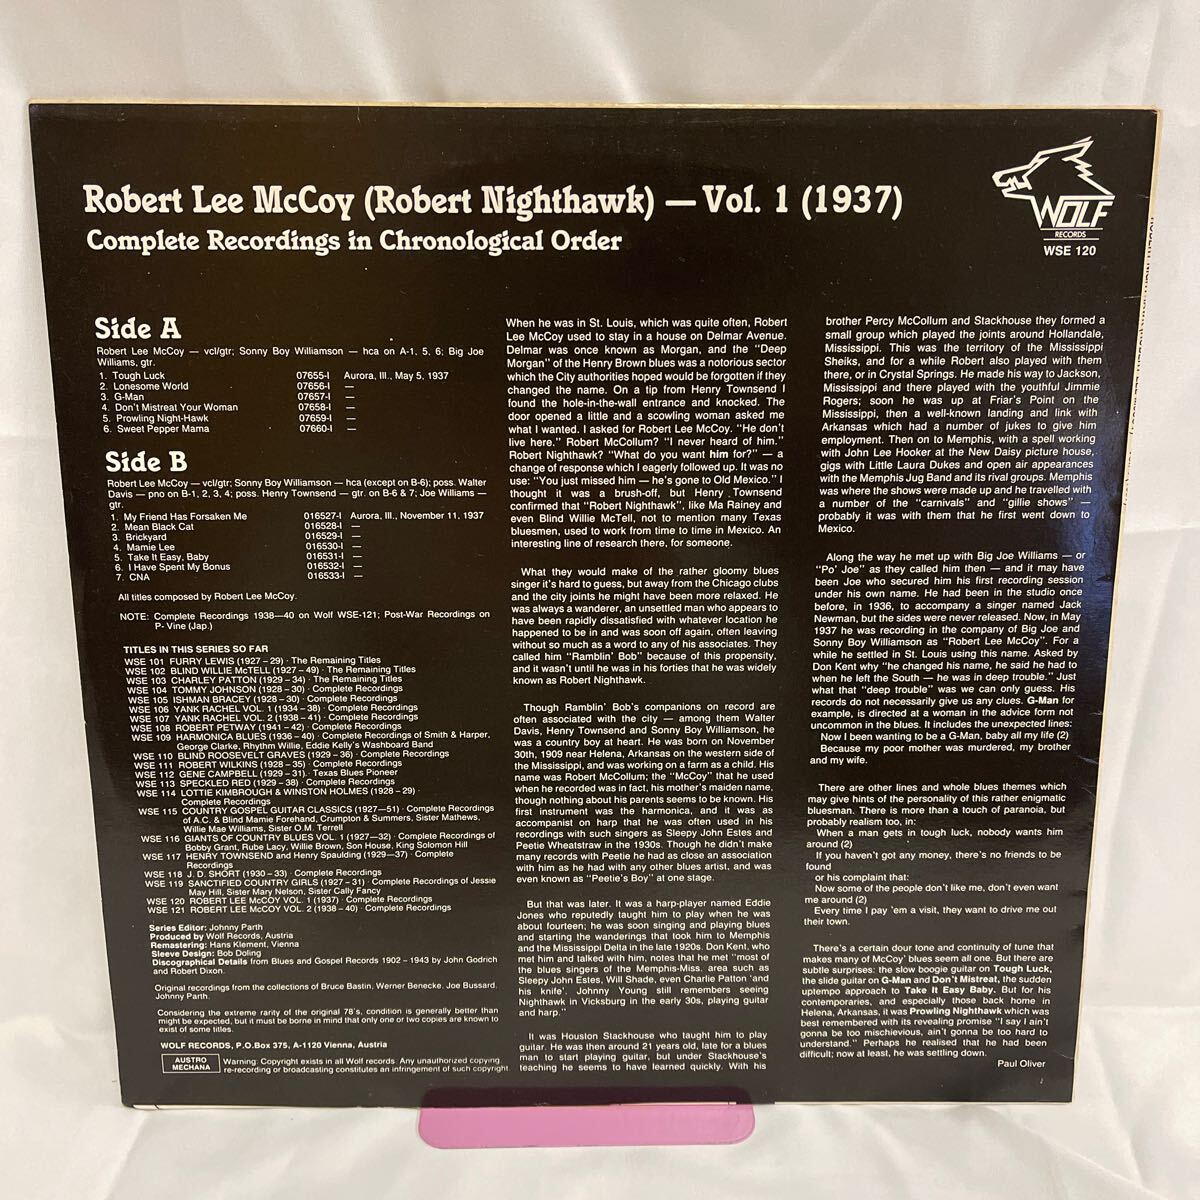 Robert Lee McCoy (Robert Nighthawk) — Vol. 1 (1937)
Complete Recordings in Chronological Order
WOLF
RECORDS
WSE 120
Side A
Robert Lee McCoy — vcl/gtr; Sonny Boy Williamson — hca on A-1, 5, 6; Big Joe
Williams, gtr.
1. Tough Luck 07655-I Aurora, Ill., May 5, 1937
2. Lonesome World 07656-I —
3. G-Man 07657-I —
4. Don't Mistreat Your Woman 07658-I —
5. Prowling Night-Hawk 07659-I —
6. Sweet Pepper Mama 07660-I —
Side B
Robert Lee McCoy — vcl/gtr; Sonny Boy Williamson — hca (except on B-6); poss. Walter
Davis — pno on B-1, 2, 3, 4; poss. Henry Townsend — gtr. on B-6 & 7; Joe Williams —
gtr.
1. My Friend Has Forsaken Me 016527-I Aurora, Ill., November 11, 1937
2. Mean Black Cat 016528-I —
3. Brickyard 016529-I —
4. Mamie Lee 016530-I —
5. Take It Easy, Baby 016531-I —
6. I Have Spent My Bonus 016532-I —
7. CNA 016533-I —
All titles composed by Robert Lee McCoy.
NOTE: Complete Recordings 1938—40 on Wolf WSE-121; Post-War Recordings on
P- Vine (Jap.)
TITLES IN THIS SERIES SO FAR
WSE 101 FURRY LEWIS (1927–29) · The Remaining Titles
WSE 102 BLIND WILLIE McTELL (1927–49) · The Remaining Titles
WSE 103 CHARLEY PATTON (1929–34) · The Remaining Titles
WSE 104 TOMMY JOHNSON (1928–30) · Complete Recordings
WSE 105 ISHMAN BRACEY (1928–30) · Complete Recordings
WSE 106 YANK RACHEL VOL. 1 (1934–38) · Complete Recordings
WSE 107 YANK RACHEL VOL. 2 (1938–41) · Complete Recordings
WSE 108 ROBERT PETWAY (1941–42) · Complete Recordings
WSE 109 HARMONICA BLUES (1936–40) · Complete Recordings of Smith & Harper,
George Clarke, Rhythm Willie, Eddie Kelly's Washboard Band
WSE 110 BLIND ROOSEVELT GRAVES (1929–36) · Complete Recordings
WSE 111 ROBERT WILKINS (1928–35) · Complete Recordings
WSE 112 GENE CAMPBELL (1929–31) · Texas Blues Pioneer
WSE 113 SPECKLED RED (1929–38) · Complete Recordings
WSE 114 LOTTIE KIMBROUGH & WINSTON HOLMES (1928–29) ·
Complete Recordings
WSE 115 COUNTRY GOSPEL GUITAR CLASSICS (1927—51) · Complete Recordings
of A.C. & Blind Mamie Forehand, Crumpton & Summers, Sister Mathews,
Willie Mae Williams, Sister O.M. Terrell
WSE 116 GIANTS OF COUNTRY BLUES VOL. 1 (1927—32) · Complete Recordings of
Bobby Grant, Rube Lacy, Willie Brown, Son House, King Solomon Hill
WSE 117 HENRY TOWNSEND and Henry Spaulding (1929—37) · Complete
Recordings
WSE 118 J. D. SHORT (1930–33) · Complete Recordings
WSE 119 SANCTIFIED COUNTRY GIRLS (1927–31) · Complete Recordings of Jessie
May Hill, Sister Mary Nelson, Sister Cally Fancy
WSE 120 ROBERT LEE McCOY VOL. 1 (1937) · Complete Recordings
WSE 121 ROBERT LEE McCOY VOL. 2 (1938–40) · Complete Recordings
Series Editor: Johnny Parth
Produced by Wolf Records, Austria
Remastering: Hans Klement, Vienna
Sleeve Design: Bob Doling
Discographical Details from Blues and Gospel Records 1902–1943 by John Godrich
and Robert Dixon.
Original recordings from the collections of Bruce Bastin, Werner Benecke, Joe Bussard,
Johnny Parth.
Considering the extreme rarity of the original 78's, condition is generally better than
might be expected, but it must be borne in mind that only one or two copies are known to
exist of some titles.
WOLF RECORDS, P.O.Box 375, A-1120 Vienna, Austria
AUSTRO
MECHANA
Warning: Copyright exists in all Wolf records. Any unauthorized copying,
re-recording or broadcasting constitutes an infringement of such copyright.
When he was in St. Louis, which was quite often, Robert
Lee McCoy used to stay in a house on Delmar Avenue.
Delmar was once known as Morgan, and the "Deep
Morgan" of the Henry Brown blues was a notorious sector
which the City authorities hoped would be forgotten if they
changed the name. On a tip from Henry Townsend I
found the hole-in-the-wall entrance and knocked. The
door opened a little and a scowling woman asked me
what I wanted. I asked for Robert Lee McCoy. "He don't
live here." Robert McCollum? "I never heard of him."
Robert Nighthawk? "What do you want him for?" — a
change of response which I eagerly followed up. It was no
use: "You just missed him — he's gone to Old Mexico." I
thought it was a brush-off, but Henry Townsend
confirmed that "Robert Nighthawk", like Ma Rainey and
even Blind Willie McTell, not to mention many Texas
bluesmen, used to work from time to time in Mexico. An
interesting line of research there, for someone.
What they would make of the rather gloomy blues
singer it's hard to guess, but away from the Chicago clubs
and the city joints he might have been more relaxed. He
was always a wanderer, an unsettled man who appears to
have been rapidly dissatisfied with whatever location he
happened to be in and was soon off again, often leaving
without so much as a word to any of his associates. They
called him "Ramblin' Bob" because of this propensity,
and it wasn't until he was in his forties that he was widely
known as Robert Nighthawk.
Though Ramblin' Bob's companions on record are
often associated with the city — among them Walter
Davis, Henry Townsend and Sonny Boy Williamson, he
was a country boy at heart. He was born on November
30th, 1909 near Helena, Arkansas on the western side of
the Mississippi, and was working on a farm as a child. His
name was Robert McCollum; the "McCoy" that he used
when he recorded was in fact, his mother's maiden name,
though nothing about his parents seems to be known. His
first instrument was the harmonica, and it was as
accompanist on harp that he was often used in his
recordings with such singers as Sleepy John Estes and
Peetie Wheatstraw in the 1930s. Though he didn't make
many records with Peetie he had as close an association
with him as he had with any other blues artist, and was
even known as "Peetie's Boy" at one stage.
But that was later. It was a harp-player named Eddie
Jones who reputedly taught him to play when he was
about fourteen; he was soon singing and playing blues
and starting the wanderings that took him to Memphis
and the Mississippi Delta in the late 1920s. Don Kent, who
met him and talked with him, notes that he met "most of
the blues singers of the Memphis-Miss. area such as
Sleepy John Estes, Will Shade, even Charlie Patton 'and
his knife'. Johnny Young still remembers seeing
Nighthawk in Vicksburg in the early 30s, playing guitar
and harp."
It was Houston Stackhouse who taught him to play
guitar. He was then around 21 years old, late for a blues
man to start playing guitar, but under Stackhouse's
teaching he seems to have learned quickly. With his
brother Percy McCollum and Stackhouse they formed a
small group which played the joints around Hollandale,
Mississippi. This was the territory of the Mississippi
Sheiks, and for a while Robert also played with them
there, or in Crystal Springs. He made his way to Jackson,
Mississippi and there played with the youthful Jimmie
Rogers; soon he was up at Friar's Point on the
Mississippi, then a well-known landing and link with
Arkansas which had a number of jukes to give him
employment. Then on to Memphis, with a spell working
with John Lee Hooker at the New Daisy picture house,
gigs with Little Laura Dukes and open air appearances
with the Memphis Jug Band and its rival groups. Memphis
was where the shows were made up and he travelled with
a number of the "carnivals" and "gillie shows" —
probably it was with them that he first went down to
Mexico.
Along the way he met up with Big Joe Williams — or
"Po' Joe" as they called him then — and it may have
been Joe who secured him his first recording session
under his own name. He had been in the studio once
before, in 1936, to accompany a singer named Jack
Newman, but the sides were never released. Now, in May
1937 he was recording in the company of Big Joe and
Sonny Boy Williamson as "Robert Lee McCoy". For a
while he settled in St. Louis using this name. Asked by
Don Kent why "he changed his name, he said he had to
when he left the South — he was in deep trouble." Just
what that "deep trouble" was we can only guess. His
records do not necessarily give us any clues. G-Man for
example, is directed at a woman in the advice form not
uncommon in the blues. It includes the unexpected lines:
Now I been wanting to be a G-Man, baby all my life (2)
Because my poor mother was murdered, my brother
and my wife.
There are other lines and whole blues themes which
may give hints of the personality of this rather enigmatic
bluesman. There is more than a touch of paranoia, but
probably realism too, in:
When a man gets in tough luck, nobody wants him
around (2)
If you haven't got any money, there's no friends to be
found
or his complaint that:
Now some of the people don't like me, don't even want
me around (2)
Every time I pay 'em a visit, they want to drive me out
their town.
There's a certain dour tone and continuity of tune that
makes many of McCoy' blues seem all one. But there are
subtle surprises: the slow boogie guitar on Tough Luck,
the slide guitar on G-Man and Don't Mistreat, the sudden
uptempo approach to Take It Easy Baby. But for his
contemporaries, and especially those back home in
Helena, Arkansas, it was Prowling Nighthawk which was
best remembered with its revealing promise "I say I ain't
gonna be too mischievious, ain't gonna be too hard to
understand." Perhaps he realised that he had been
difficult; now at least, he was settling down.
Paul Oliver